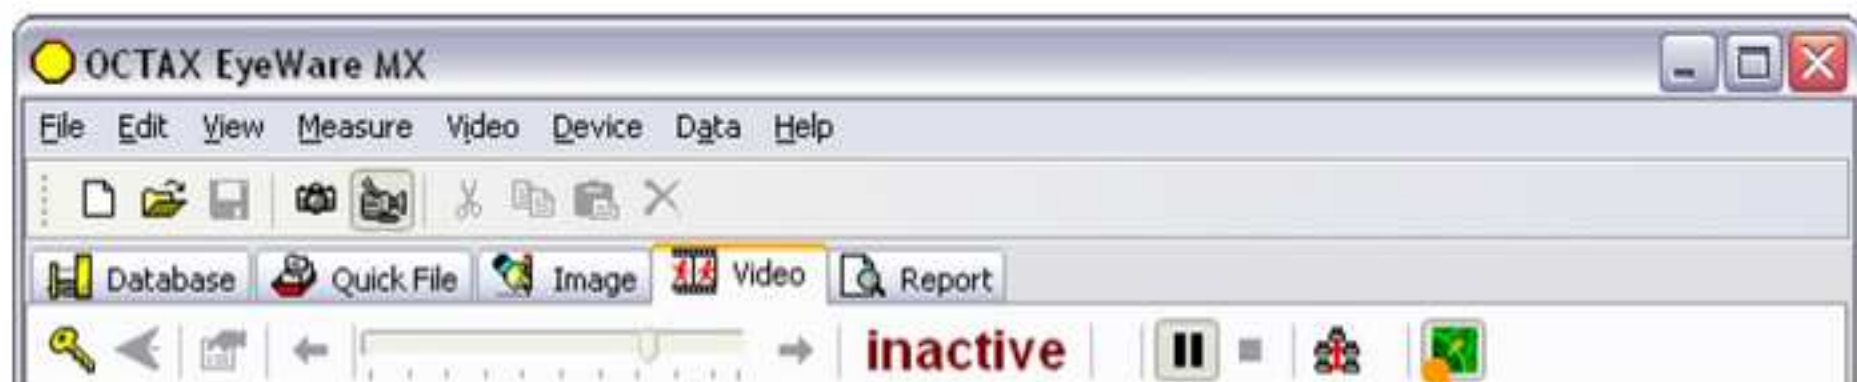 OCTAX EyeWare MX
File Edit View Measure Video Device Data Help
Database Quick File Image Video Report
inactive